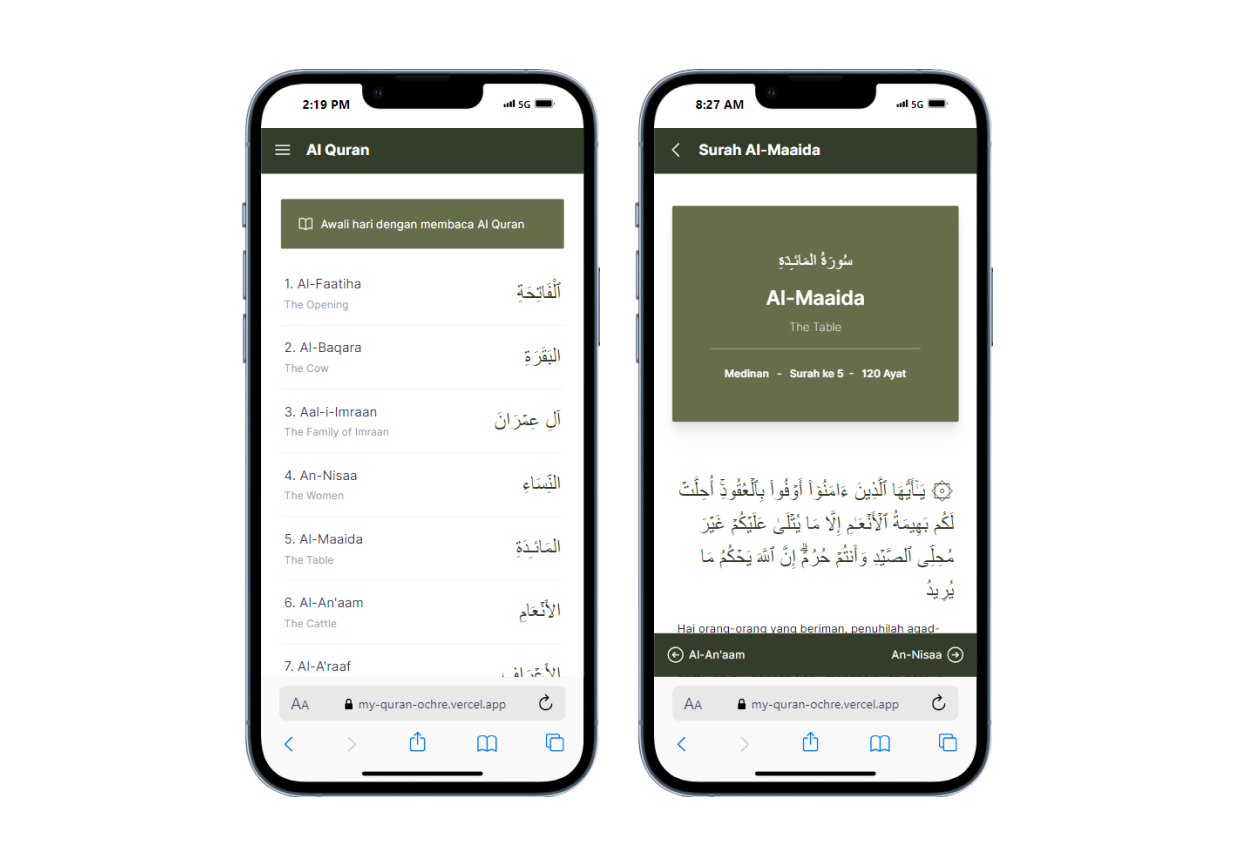 2:19 PM
5G
Al Quran
Awali hari dengan membaca Al Quran
1. Al-Faatiha
ٱلْفَاتِحَةِ
The Opening
2. Al-Baqara
البَقَرَةِ
The Cow
3. Aal-i-Imraan
آلِ عِمۡرَانَ
The Family of Imraan
4. An-Nisaa
النِّسَاءِ
The Women
5. Al-Maaida
المَائـِدَةِ
The Table
6. Al-An'aam
الأَنۡعَامِ
The Cattle
7. Al-A'raaf
الأَعۡرَافِ
AA
my-quran-ochre.vercel.app
8:27 AM
5G
Surah Al-Maaida
سُورَةُ المَائـِدَةِ
Al-Maaida
The Table
Medinan - Surah ke 5 - 120 Ayat
۞ يَـٰٓأَيُّهَا ٱلَّذِينَ ءَامَنُوٓاْ أَوۡفُواْ بِٱلۡعُقُودِۚ أُحِلَّتۡ
لَكُم بَهِيمَةُ ٱلۡأَنۡعَـٰمِ إِلَّا مَا يُتۡلَىٰ عَلَيۡكُمۡ غَيۡرَ
مُحِلِّي ٱلصَّيۡدِ وَأَنتُمۡ حُرُمٌۗ إِنَّ ٱللَّهَ يَحۡكُمُ مَا
يُرِيدُ
Hai orang-orang yang beriman, penuhilah aqad-
Al-An'aam
An-Nisaa
AA
my-quran-ochre.vercel.app